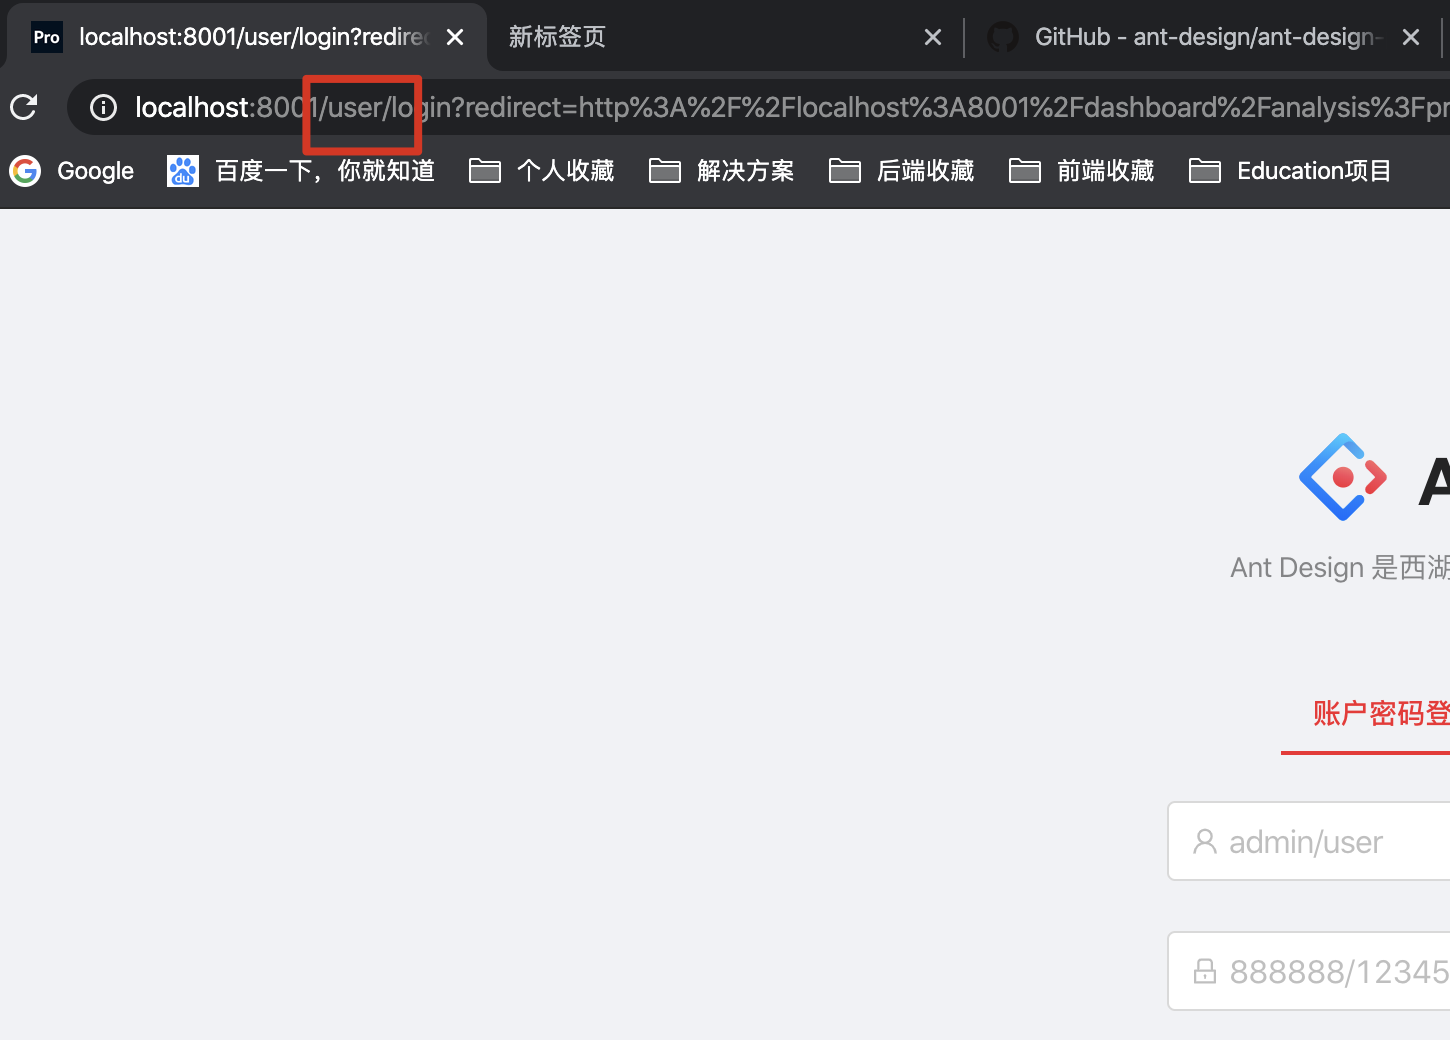 Pro localhost:8001/user/login?redirec
新标签页
GitHub - ant-design/ant-design-
localhost:8001/user/login?redirect=http%3A%2F%2Flocalhost%3A8001%2Fdashboard%2Fanalysis%3Fpr
Google
du 百度一下，你就知道
个人收藏
解决方案
后端收藏
前端收藏
Education项目
A
Ant Design 是西湖
账户密码登
admin/user
888888/12345